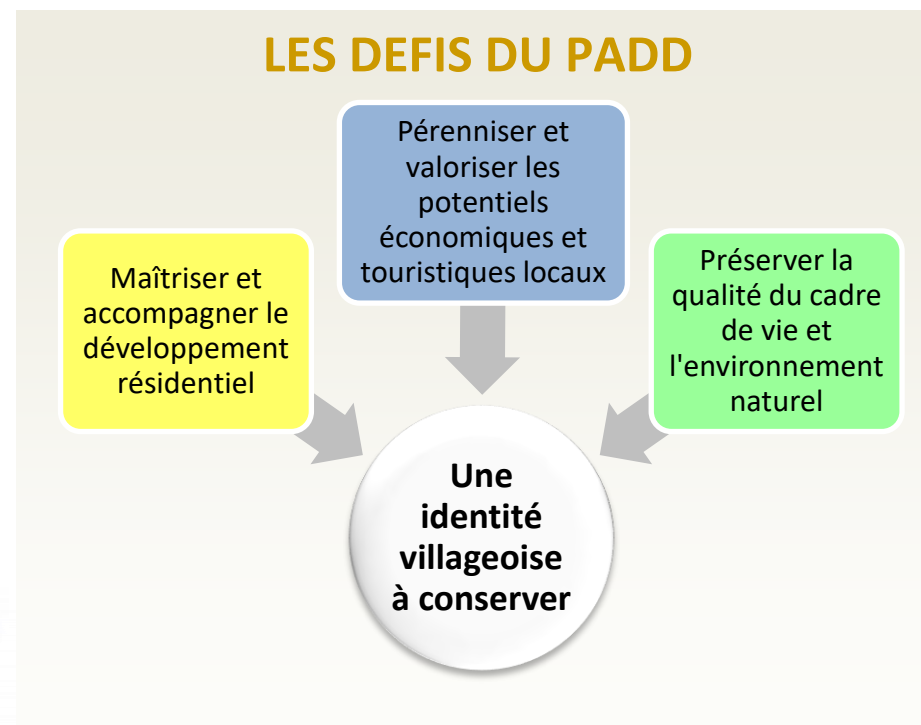 LES DEFIS DU PADD
Pérenniser et
valoriser les
potentiels
économiques et
touristiques locaux
Maîtriser et
accompagner le
développement
résidentiel
Préserver la
qualité du cadre
de vie et
l'environnement
naturel
Une
identité
villageoise
à conserver